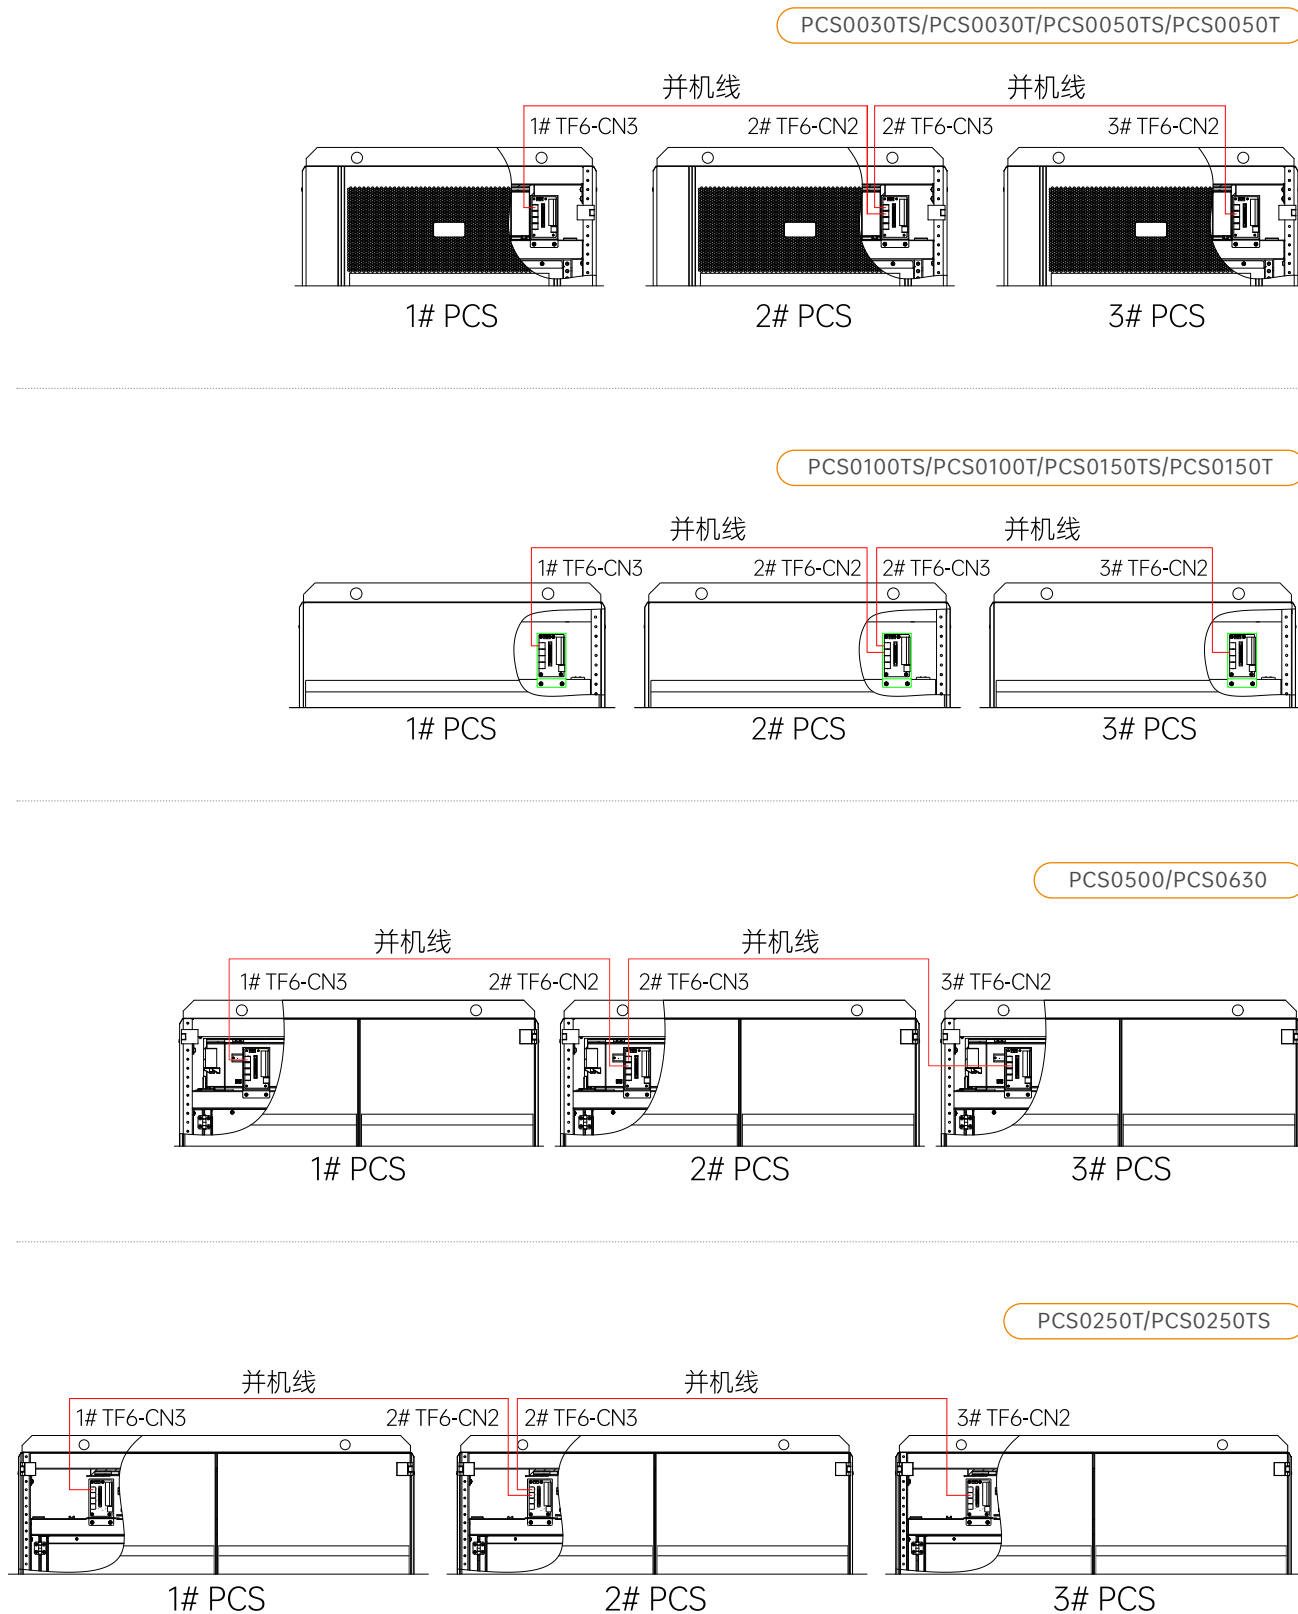 PCS0030TS/PCS0030T/PCS0050TS/PCS0050T
并机线 并机线
1# TF6-CN3 2# TF6-CN2 2# TF6-CN3 3# TF6-CN2
1# PCS 2# PCS 3# PCS
PCS0100TS/PCS0100T/PCS0150TS/PCS0150T
并机线 并机线
1# TF6-CN3 2# TF6-CN2 2# TF6-CN3 3# TF6-CN2
1# PCS 2# PCS 3# PCS
PCS0500/PCS0630
并机线 并机线
1# TF6-CN3 2# TF6-CN2 2# TF6-CN3 3# TF6-CN2
1# PCS 2# PCS 3# PCS
PCS0250T/PCS0250TS
并机线 并机线
1# TF6-CN3 2# TF6-CN2 2# TF6-CN3 3# TF6-CN2
1# PCS 2# PCS 3# PCS